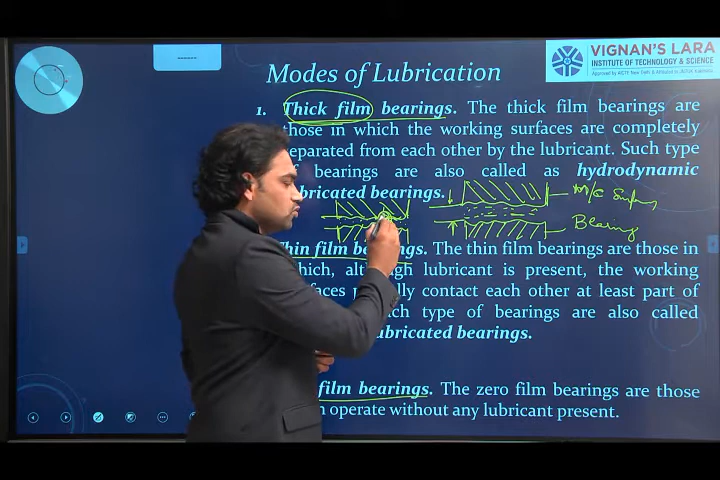 VIGNAN'S LARA
INSTITUTE OF TECHNOLOGY & SCIENCE
Modes of Lubrication
1. Thick film bearings. The thick film bearings are
those in which the working surfaces are completely
separated from each other by the lubricant. Such type
bearings are also called as hydrodynamic
lubricated bearings.
M/C
Bearing
Thin film bearings. The thin film bearings are those in
which, although lubricant is present, the working
contact each other at least part of
type of bearings are also called
lubricated bearings.
film bearings. The zero film bearings are those
operate without any lubricant present.